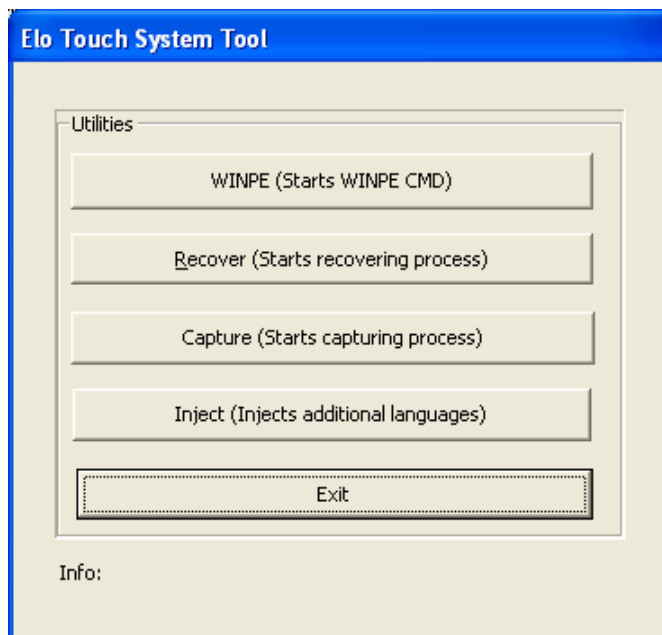 Elo Touch System Tool
Utilities
WINPE (Starts WINPE CMD)
Recover (Starts recovering process)
Capture (Starts capturing process)
Inject (Injects additional languages)
Exit
Info: